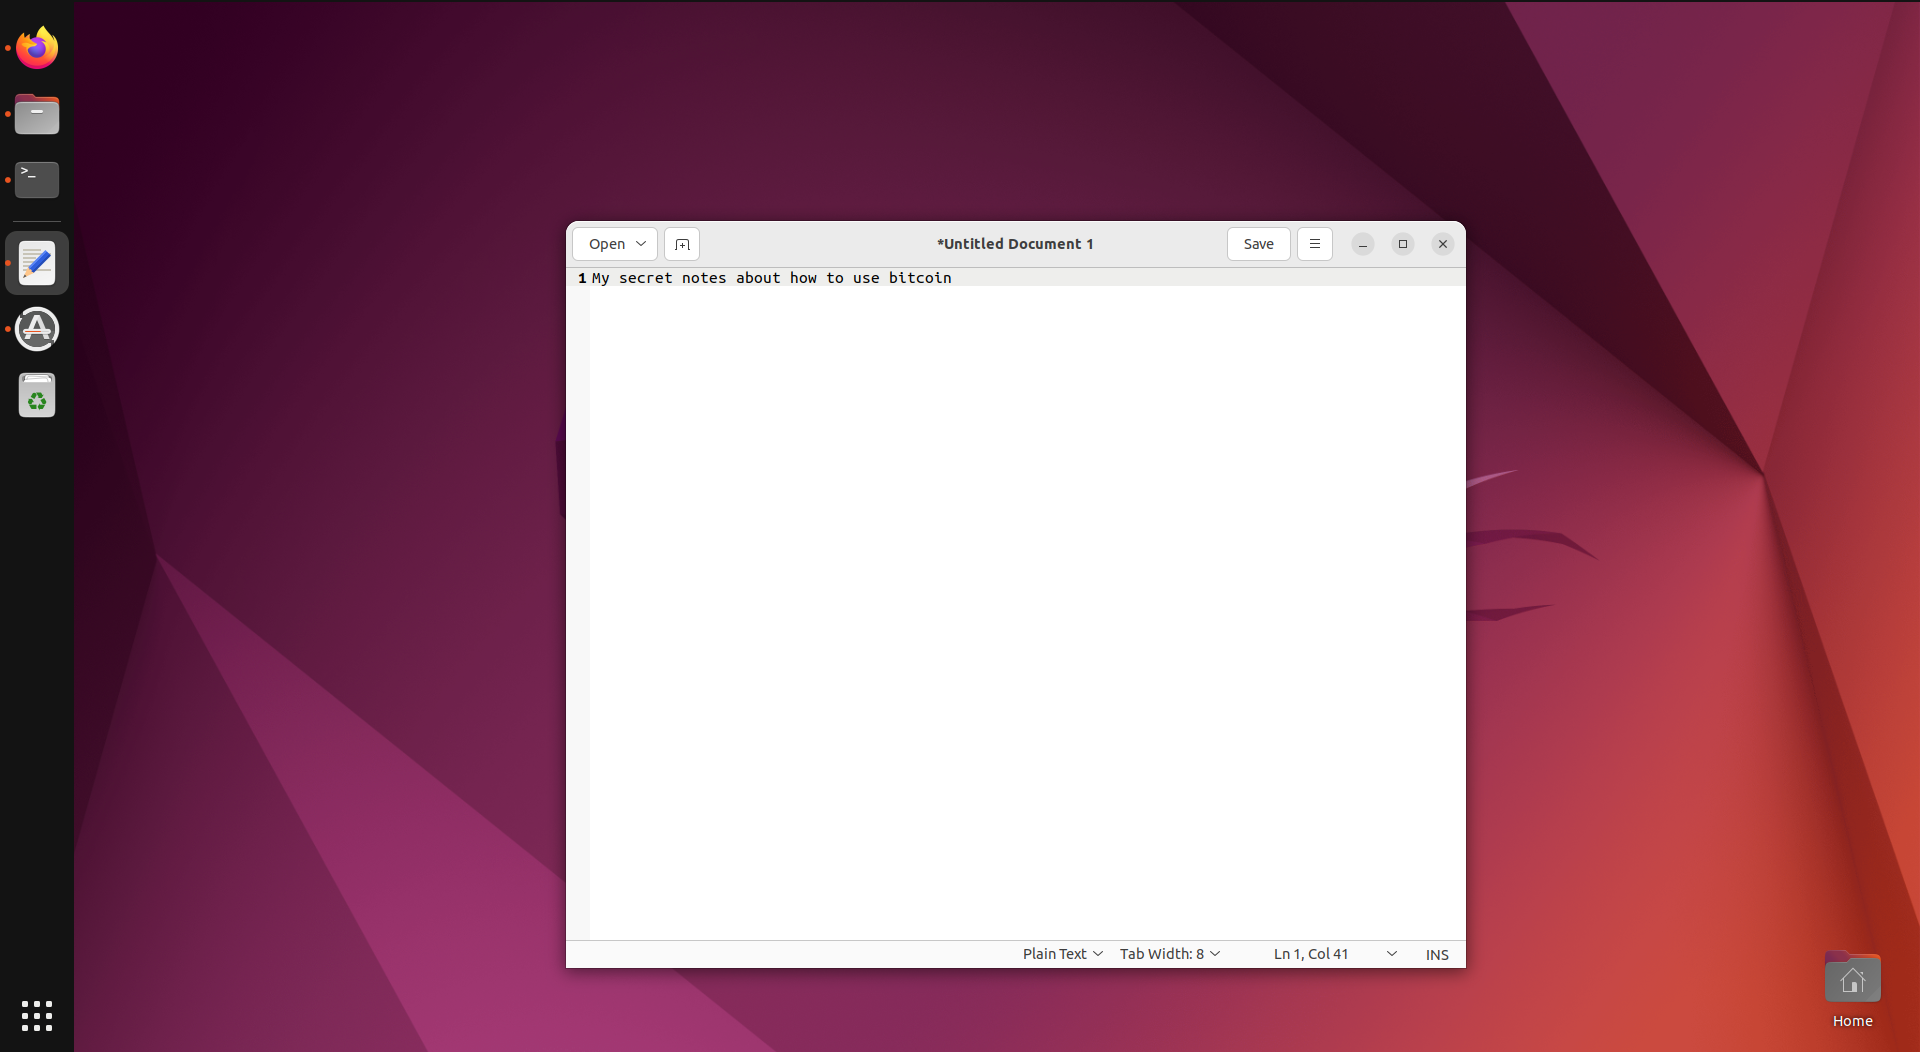 Open
*Untitled Document 1
Save
1 My secret notes about how to use bitcoin
Plain Text
Tab Width: 8
Ln 1, Col 41
INS
Home